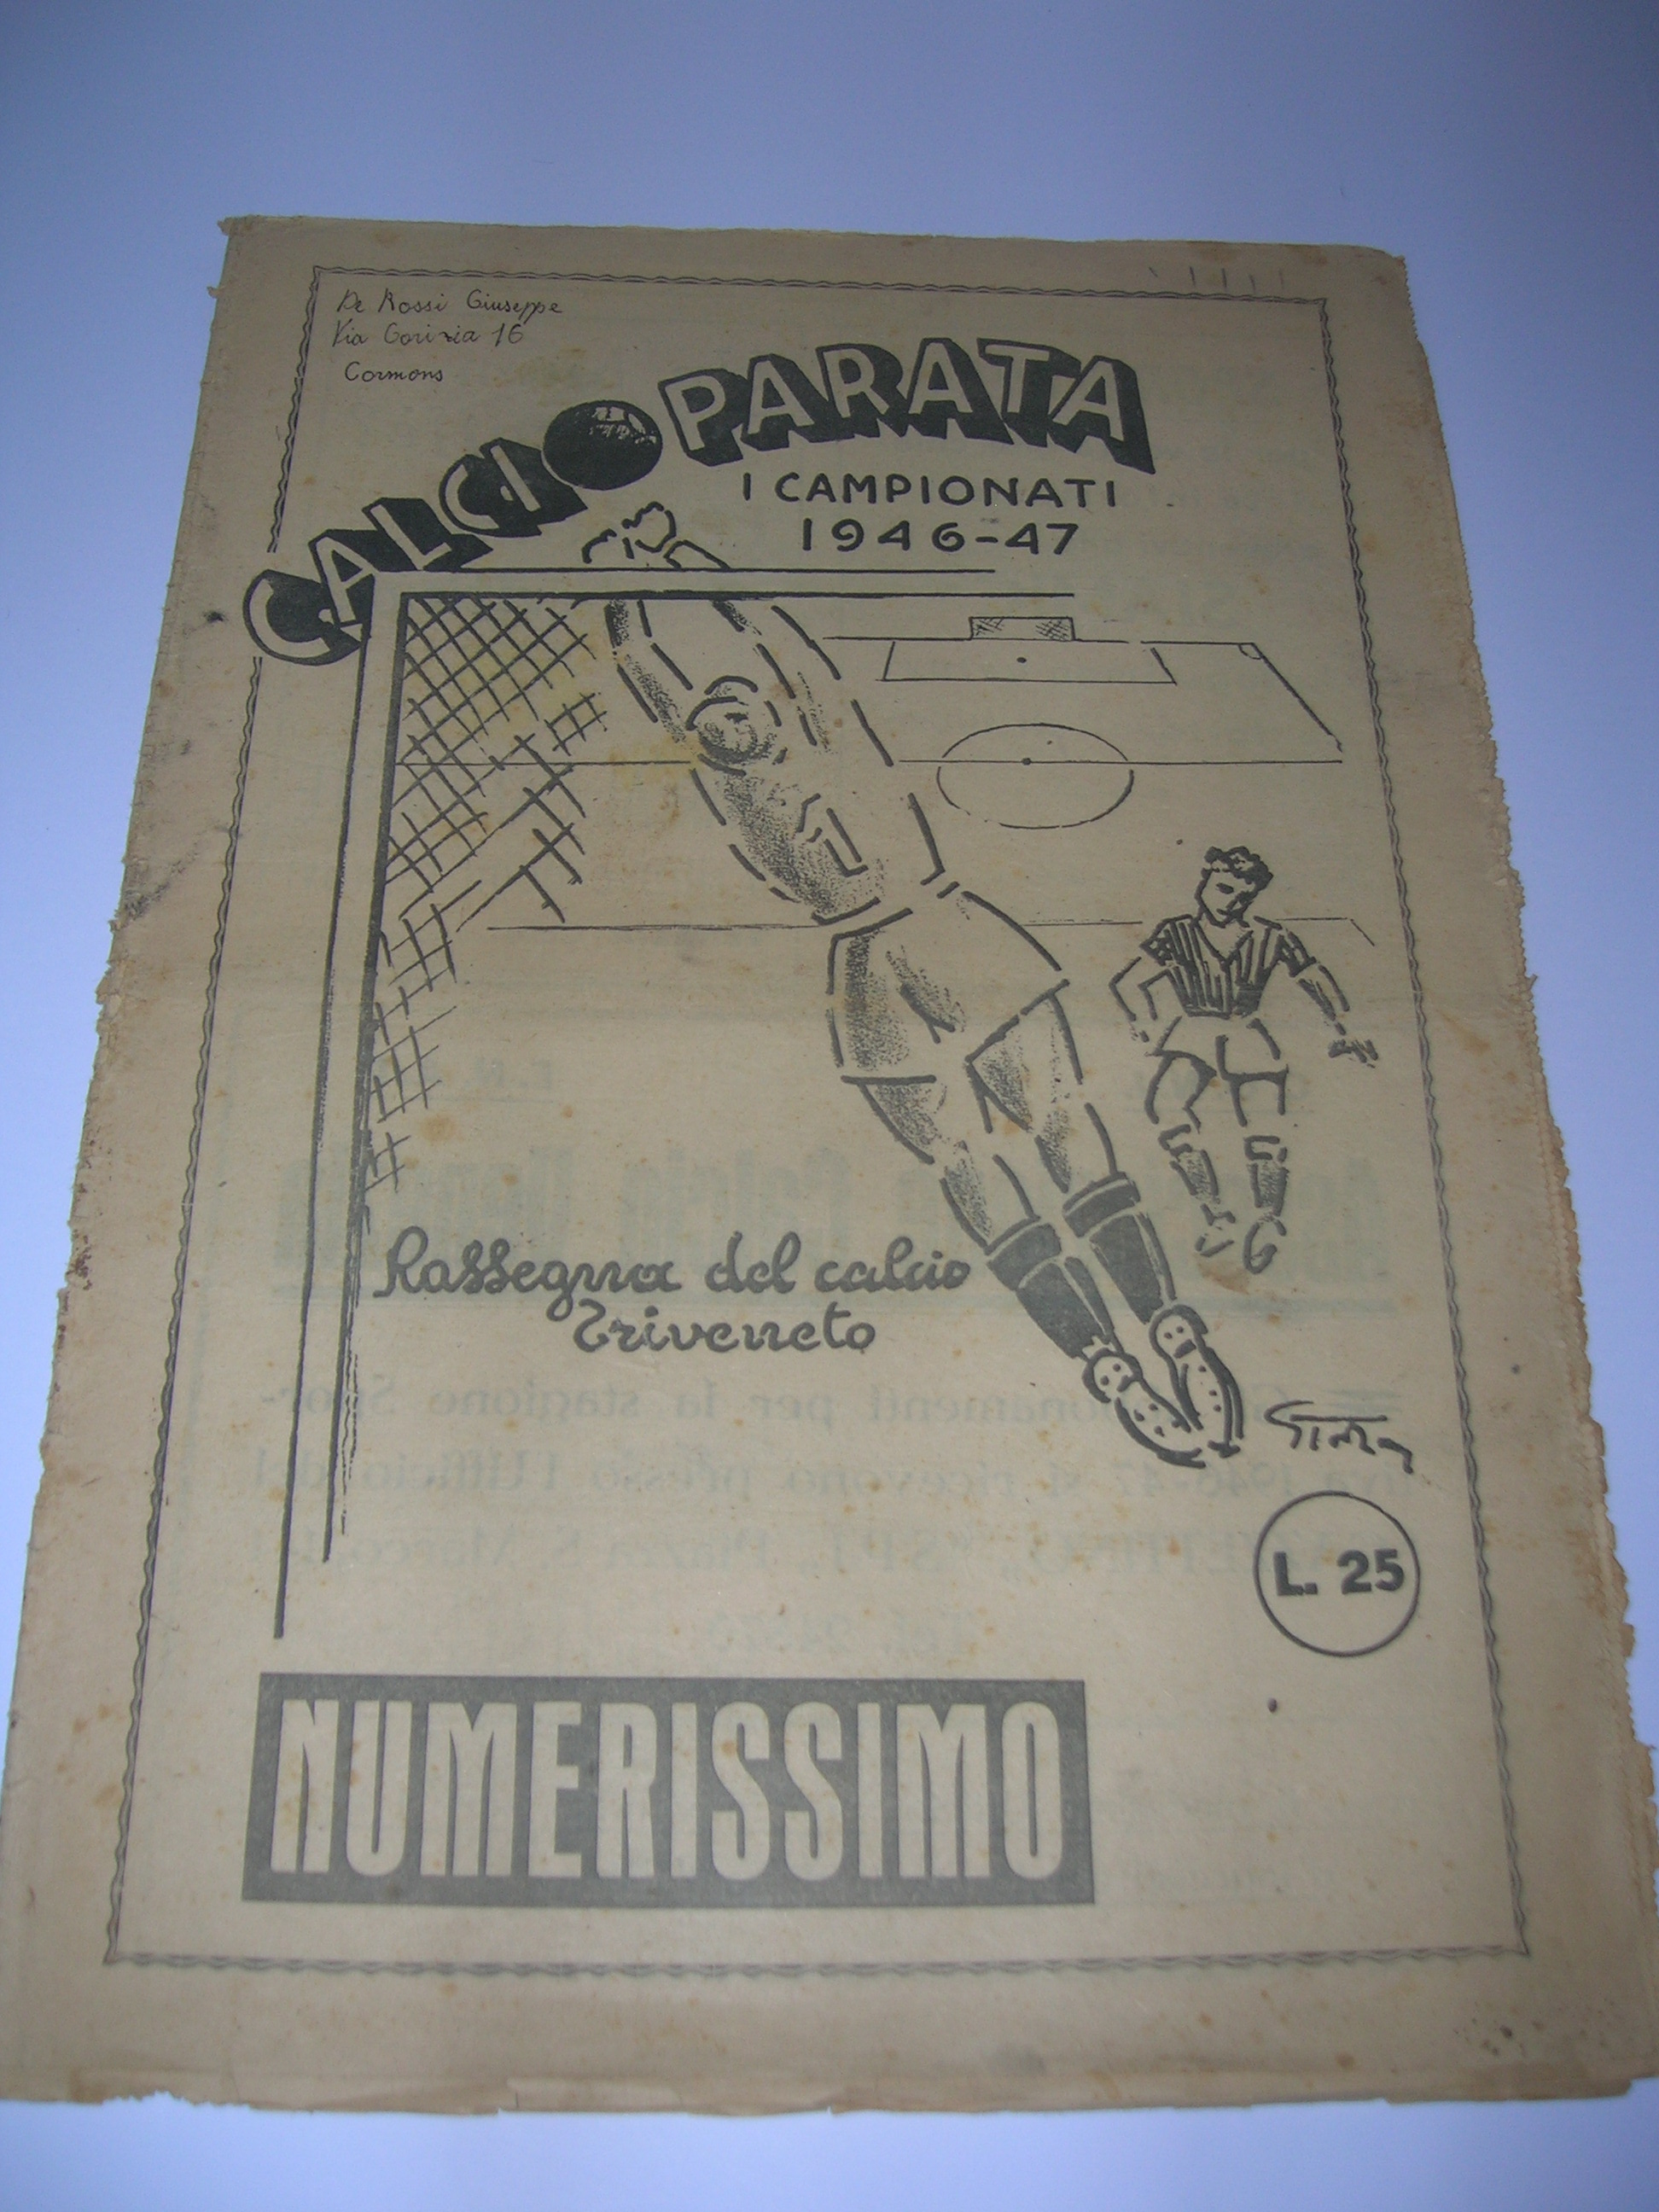 De Rossi Giuseppe
Via Gorizia 16
Cormons
CALCIO PARATA
I CAMPIONATI
1946-47
Rassegna del calcio
Triveneto
L. 25
NUMERISSIMO